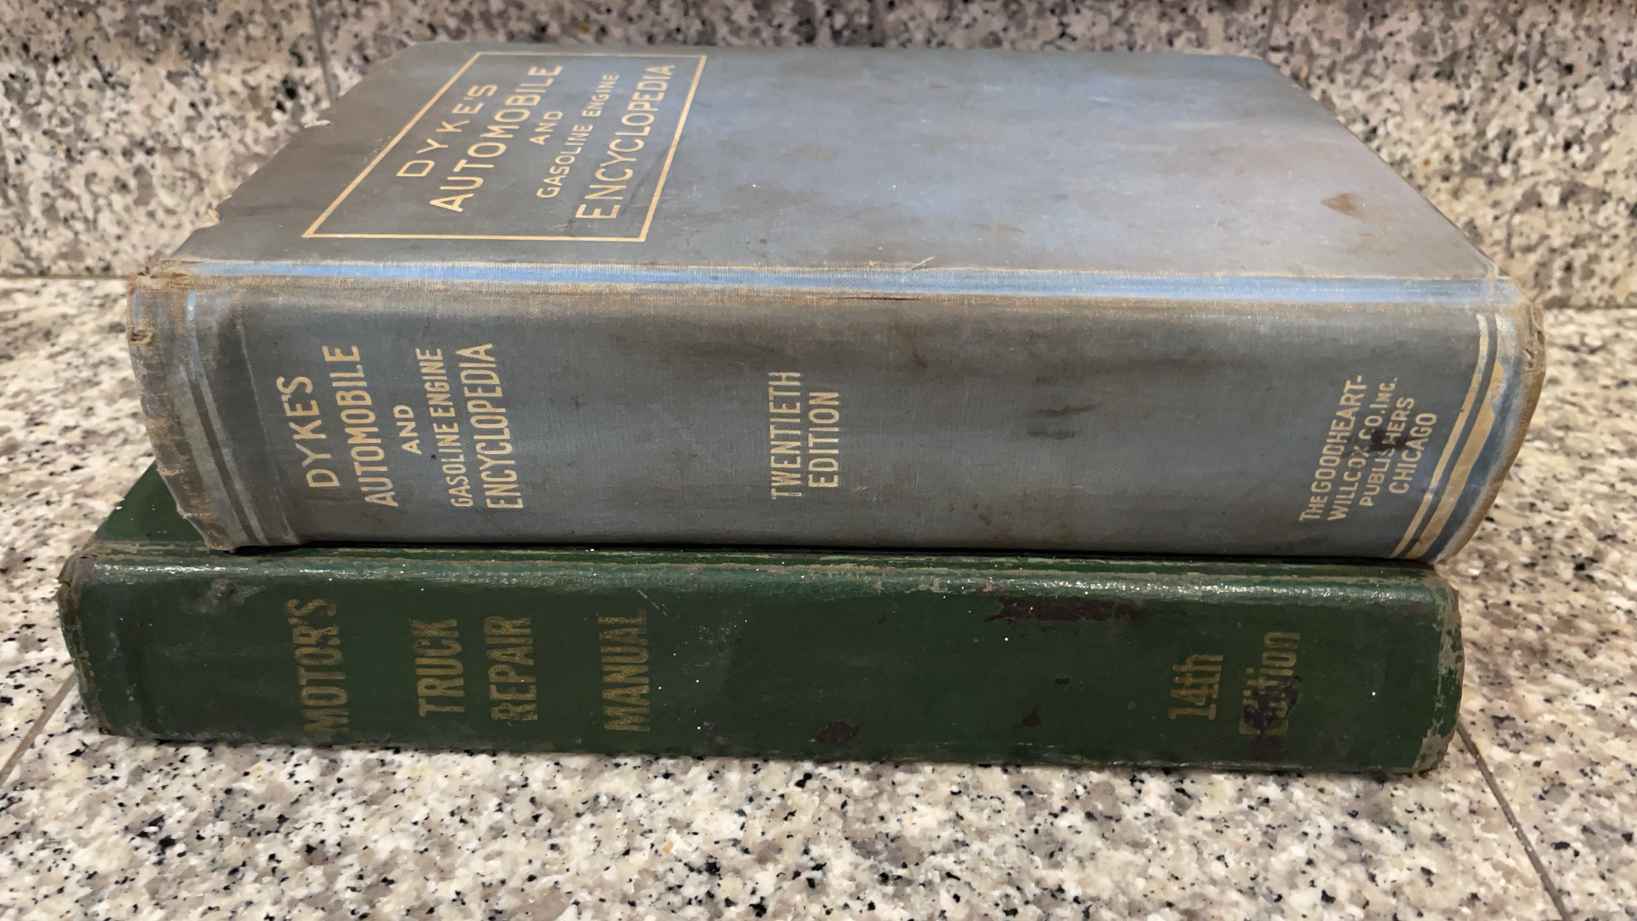 DYKE'S
AUTOMOBILE
AND
GASOLINE ENGINE
ENCYCLOPEDIA
DYKE'S
AUTOMOBILE
AND
GASOLINE ENGINE
ENCYCLOPEDIA
TWENTIETH
EDITION
THE GOODHEART-
WILLCOX CO. INC.
PUBLISHERS
CHICAGO
MOTOR'S
TRUCK
REPAIR
MANUAL
14th
Edition